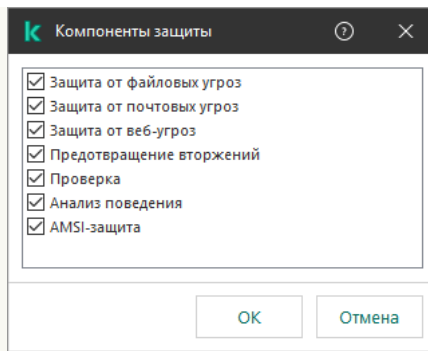 Компоненты защиты
Защита от файловых угроз
Защита от почтовых угроз
Защита от веб-угроз
Предотвращение вторжений
Проверка
Анализ поведения
AMSI-защита
ОК Отмена